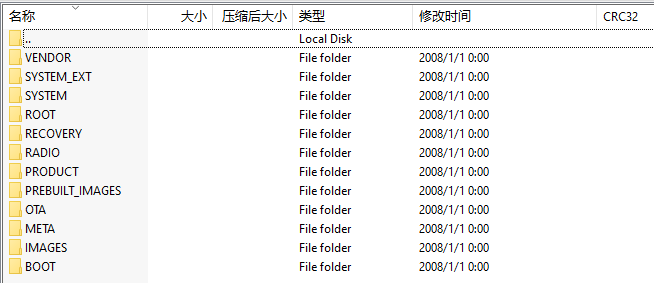 名称 大小 压缩后大小 类型 修改时间 CRC32
.. Local Disk
VENDOR File folder 2008/1/1 0:00
SYSTEM_EXT File folder 2008/1/1 0:00
SYSTEM File folder 2008/1/1 0:00
ROOT File folder 2008/1/1 0:00
RECOVERY File folder 2008/1/1 0:00
RADIO File folder 2008/1/1 0:00
PRODUCT File folder 2008/1/1 0:00
PREBUILT_IMAGES File folder 2008/1/1 0:00
OTA File folder 2008/1/1 0:00
META File folder 2008/1/1 0:00
IMAGES File folder 2008/1/1 0:00
BOOT File folder 2008/1/1 0:00